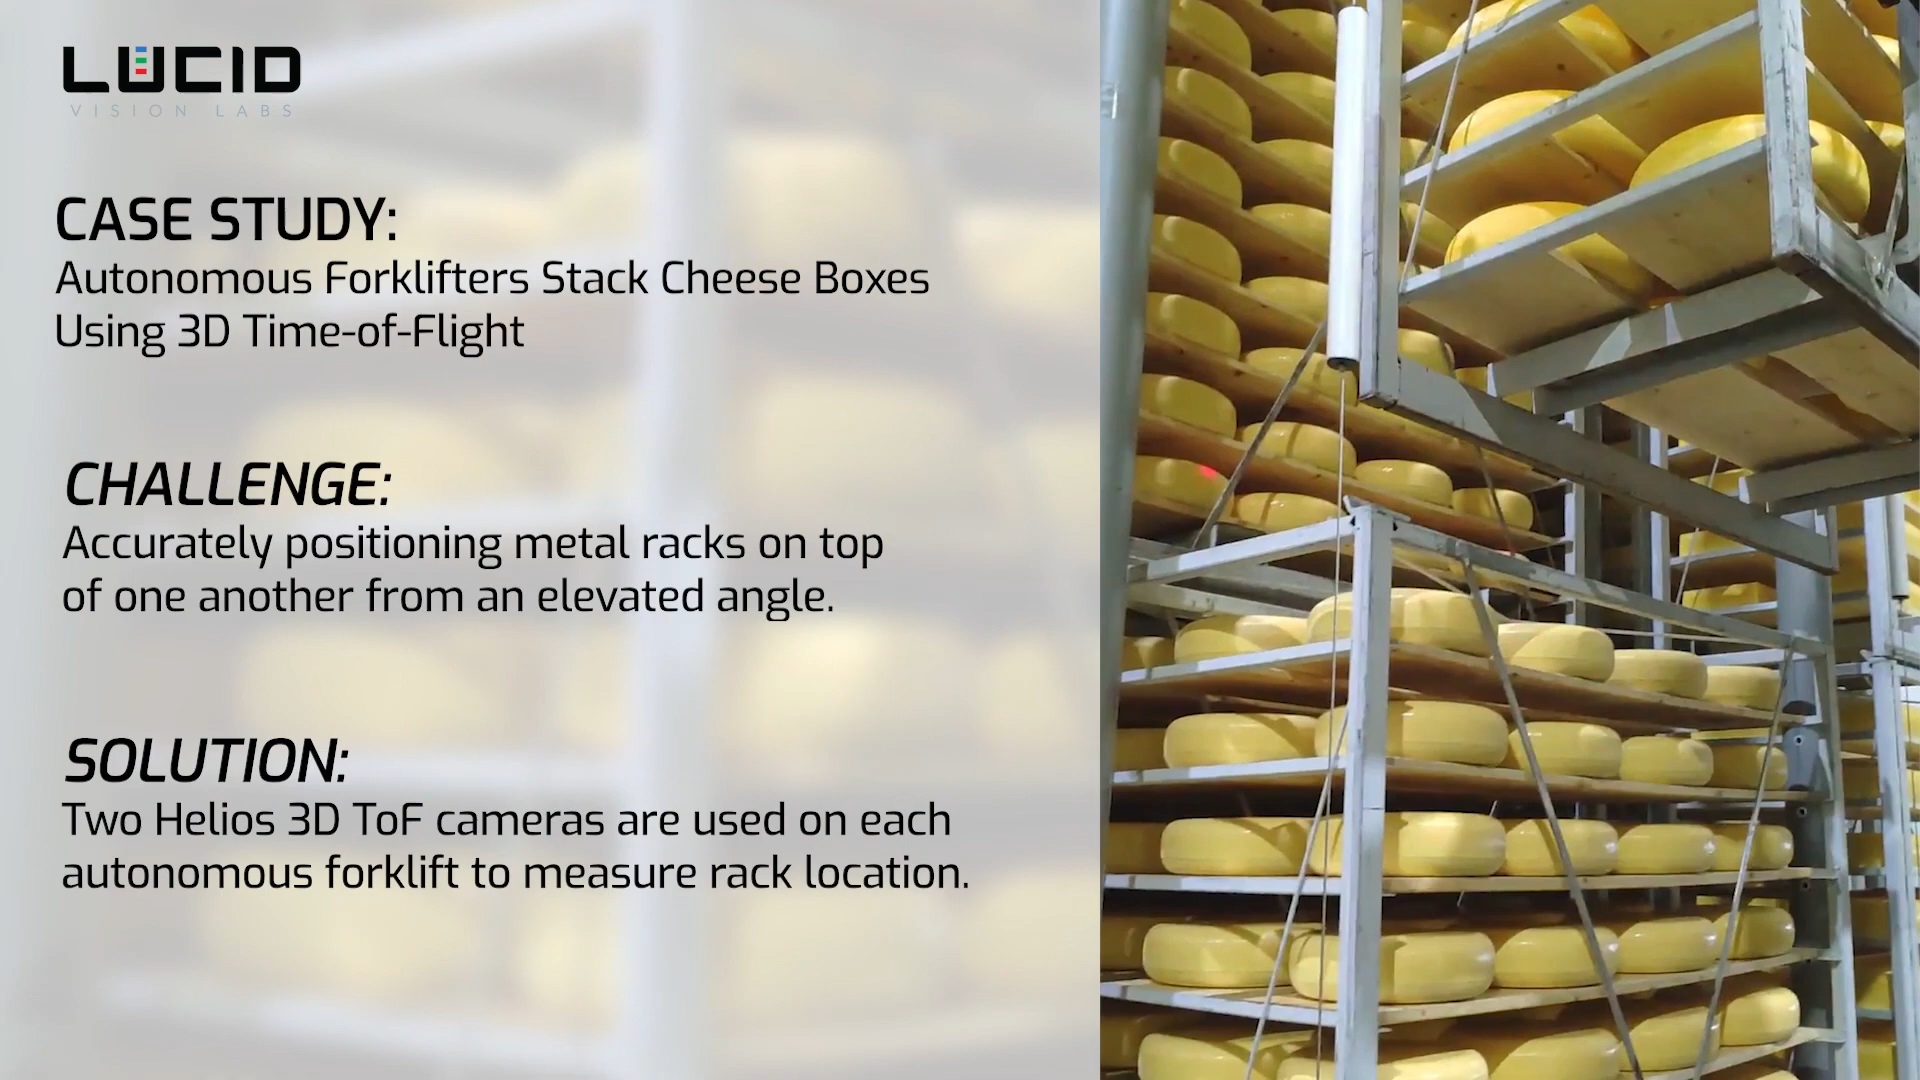 LUCID
VISION LABS
CASE STUDY:
Autonomous Forklifters Stack Cheese Boxes
Using 3D Time-of-Flight
CHALLENGE:
Accurately positioning metal racks on top
of one another from an elevated angle.
SOLUTION:
Two Helios 3D ToF cameras are used on each
autonomous forklift to measure rack location.